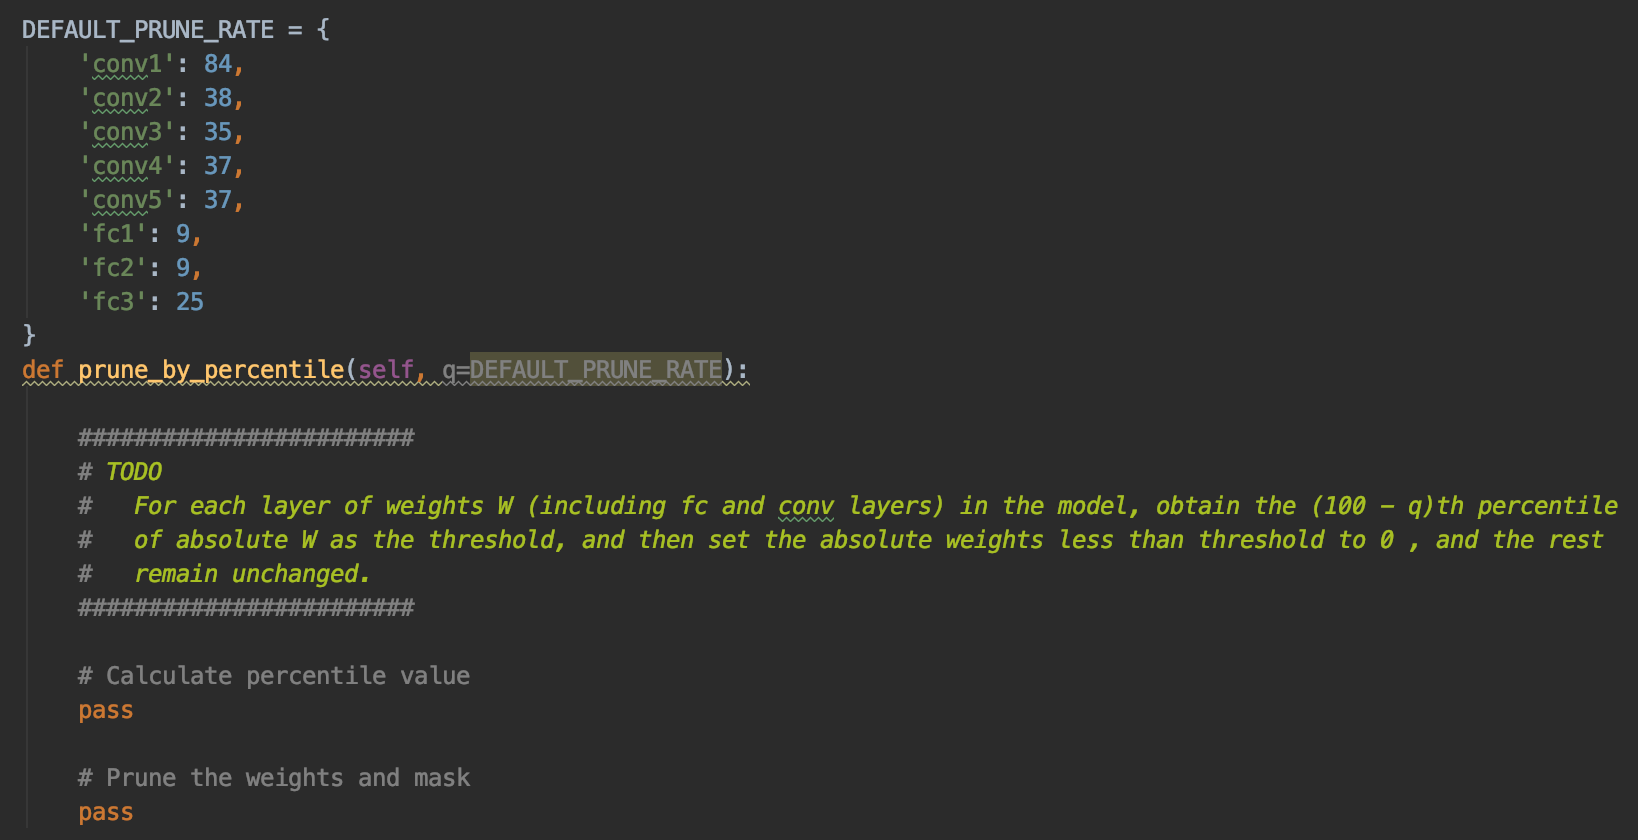 DEFAULT_PRUNE_RATE = {
    'conv1': 84,
    'conv2': 38,
    'conv3': 35,
    'conv4': 37,
    'conv5': 37,
    'fc1': 9,
    'fc2': 9,
    'fc3': 25
}
def prune_by_percentile(self, q=DEFAULT_PRUNE_RATE):
    ########################
    # TODO
    #   For each layer of weights W (including fc and conv layers) in the model, obtain the (100 - q)th percentile
    #   of absolute W as the threshold, and then set the absolute weights less than threshold to 0 , and the rest
    #   remain unchanged.
    ########################
    # Calculate percentile value
    pass
    # Prune the weights and mask
    pass